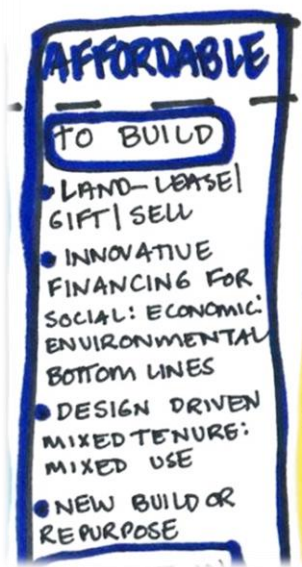 AFFORDABLE
TO BUILD
• LAND-LEASE|
GIFT|SELL
• INNOVATIVE
FINANCING FOR
SOCIAL: ECONOMIC:
ENVIRONMENTAL
BOTTOM LINES
• DESIGN DRIVEN
MIXED TENURE:
MIXED USE
• NEW BUILD OR
REPURPOSE